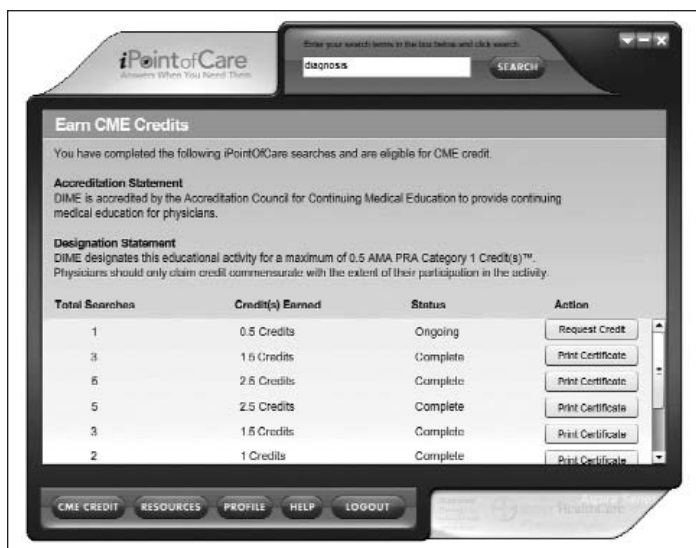 Enter your search terms in the box below and click search.
iPointofCare
Answers When You Need Them
diagnosis
SEARCH
Earn CME Credits
You have completed the following iPointOfCare searches and are eligible for CME credit.
Accreditation Statement
DIME is accredited by the Accreditation Council for Continuing Medical Education to provide continuing
medical education for physicians.
Designation Statement
DIME designates this educational activity for a maximum of 0.5 AMA PRA Category 1 Credit(s)™.
Physicians should only claim credit commensurate with the extent of their participation in the activity.
Total Searches Credit(s) Earned Status Action
1 0.5 Credits Ongoing Request Credit
3 1.5 Credits Complete Print Certificate
5 2.5 Credits Complete Print Certificate
5 2.5 Credits Complete Print Certificate
3 1.5 Credits Complete Print Certificate
2 1 Credits Complete Print Certificate
CME CREDIT RESOURCES PROFILE HELP LOGOUT
HealthCare